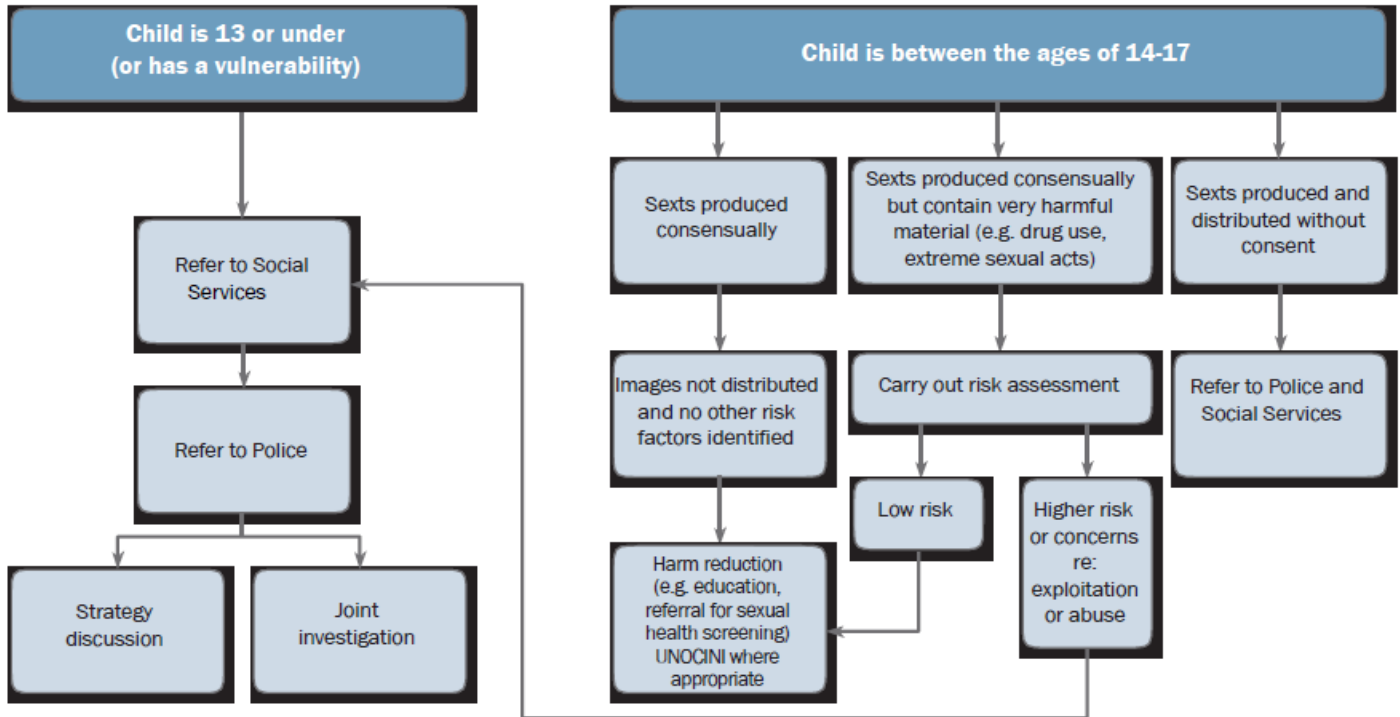 Child is 13 or under
(or has a vulnerability)
Refer to Social
Services
Refer to Police
Strategy
discussion
Joint
investigation
Child is between the ages of 14-17
Sexts produced
consensually
Images not distributed
and no other risk
factors identified
Harm reduction
(e.g. education,
referral for sexual
health screening)
UNOCINI where
appropriate
Sexts produced consensually
but contain very harmful
material (e.g. drug use,
extreme sexual acts)
Carry out risk assessment
Low risk
Higher risk
or concerns
re:
exploitation
or abuse
Sexts produced and
distributed without
consent
Refer to Police and
Social Services